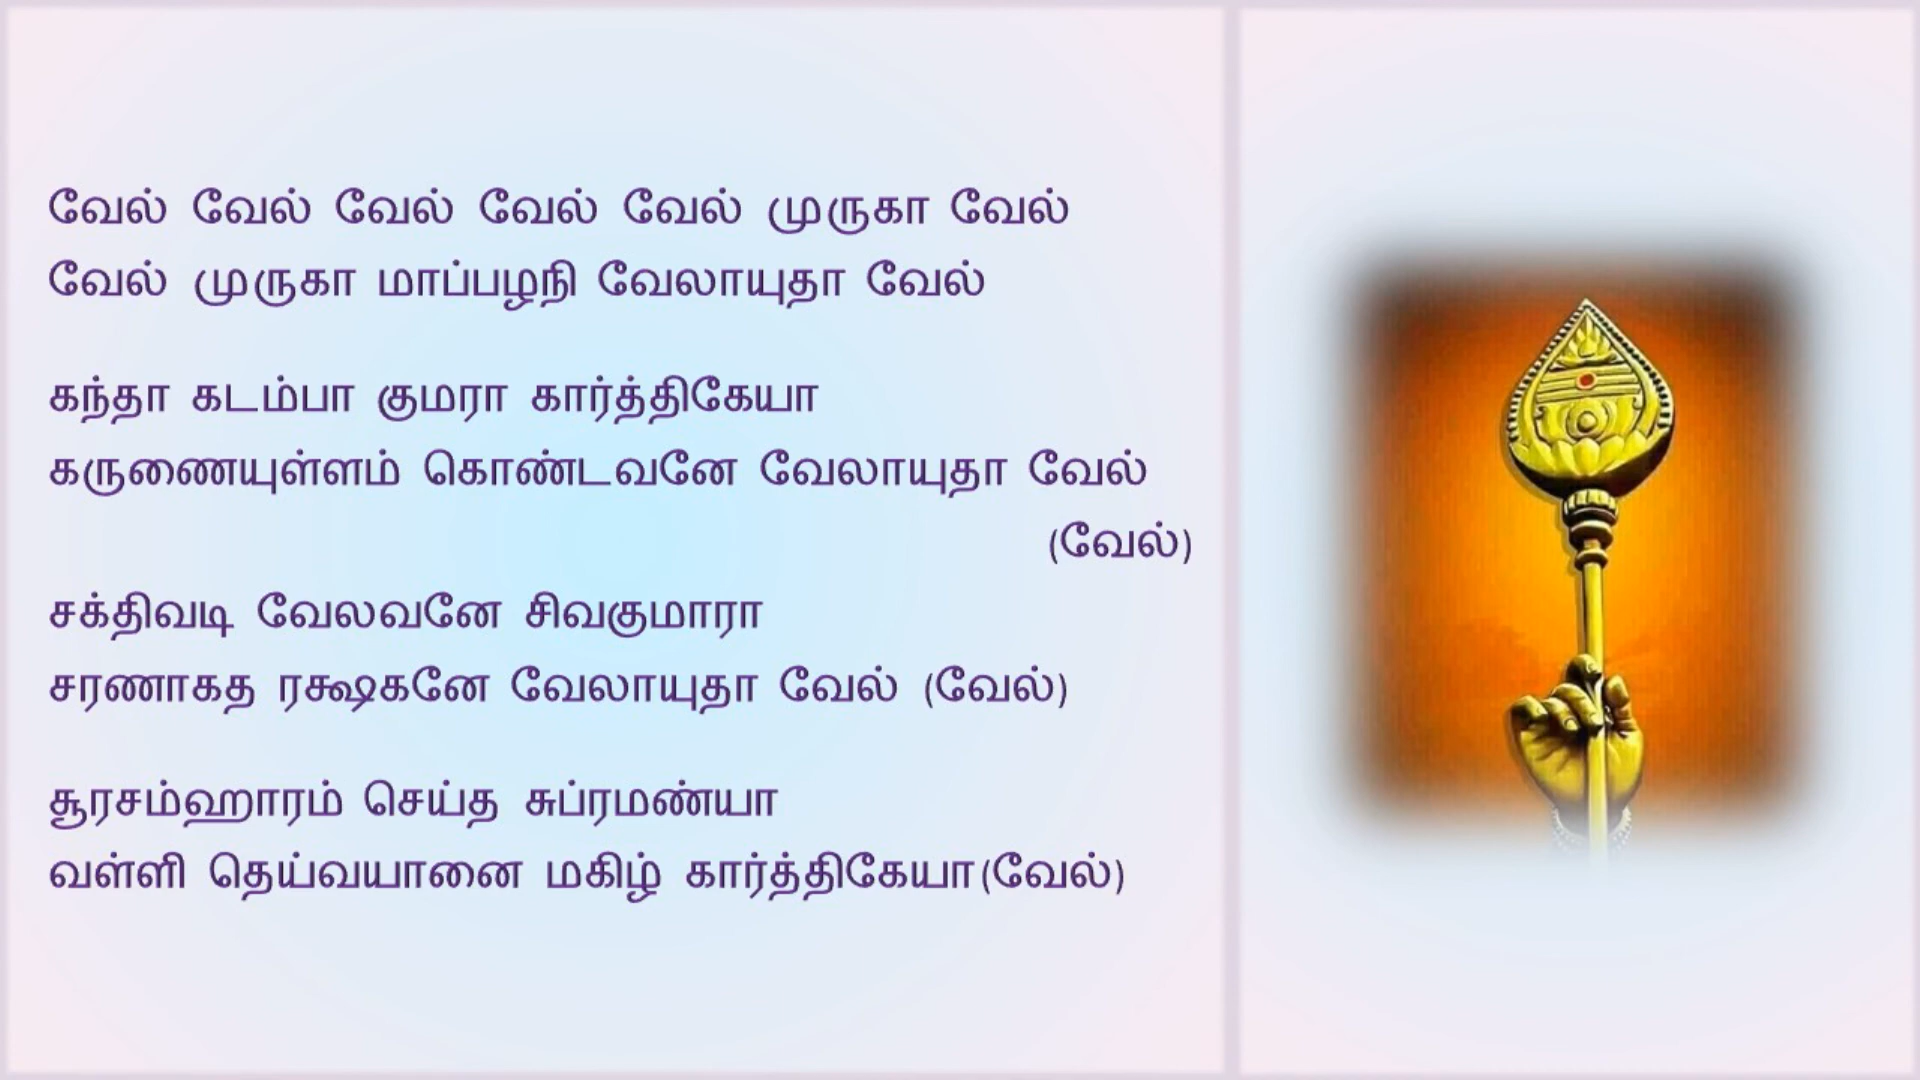 வேல் வேல் வேல் வேல் வேல் முருகா வேல்
வேல் முருகா மாப்பழநி வேலாயுதா வேல்
கந்தா கடம்பா குமரா கார்த்திகேயா
கருணையுள்ளம் கொண்டவனே வேலாயுதா வேல்
(வேல்)
சக்திவடி வேலவனே சிவகுமாரா
சரணாகத ரக்ஷகனே வேலாயுதா வேல் (வேல்)
சூரசம்ஹாரம் செய்த சுப்ரமண்யா
வள்ளி தெய்வயானை மகிழ் கார்த்திகேயா(வேல்)